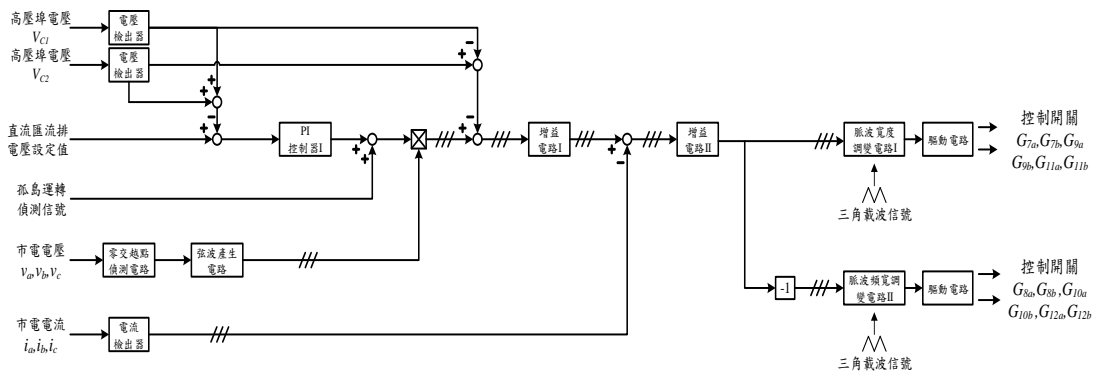 高壓埠電壓
VC1
電壓
檢出器
高壓埠電壓
VC2
電壓
檢出器
直流匯流排
電壓設定值
PI
控制器I
增益
電路I
增益
電路II
脈波寬度
調變電路I
驅動電路
控制開關
G7a,G7b,G9a
G9b,G11a,G11b
三角載波信號
孤島運轉
偵測信號
市電電壓
va,vb,vc
零交越點
偵測電路
弦波產生
電路
-1
脈波頻寬調
變電路II
驅動電路
控制開關
G8a,G8b,G10a
G10b,G12a,G12b
三角載波信號
市電電流
ia,ib,ic
電流
檢出器